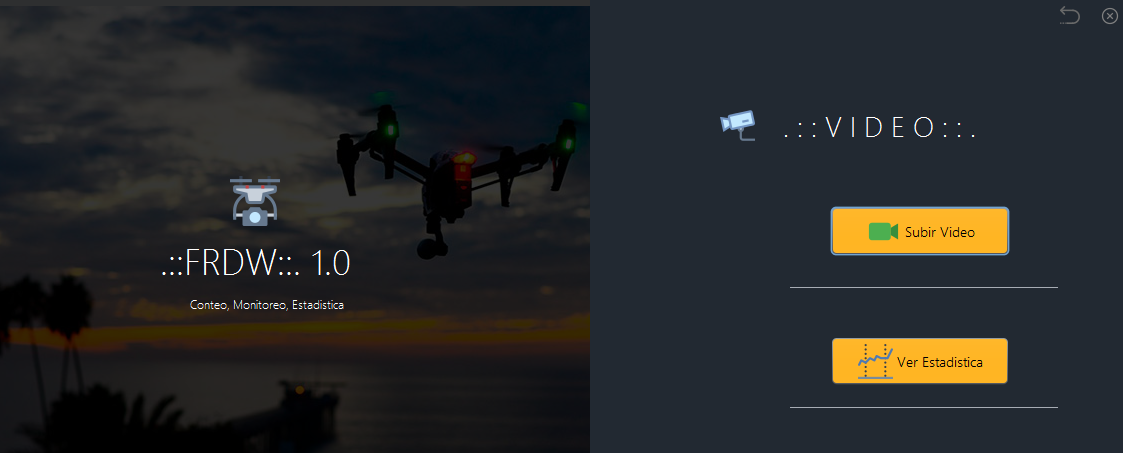 .::FRDW::. 1.0
Conteo, Monitoreo, Estadistica
.::VIDEO::.
Subir Video
Ver Estadistica